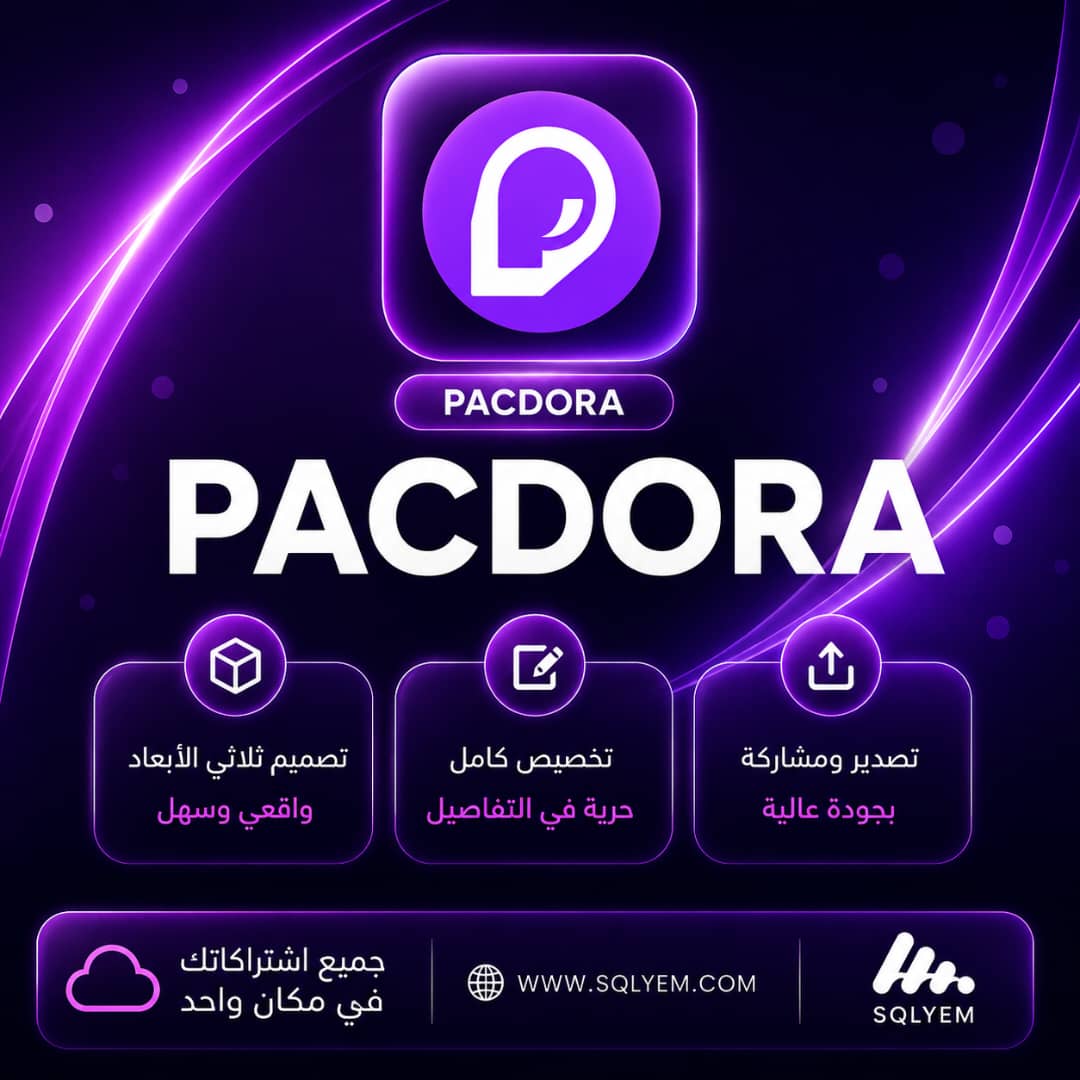 PACDORA
PACDORA
تصدير ومشاركة
بجودة عالية
تخصيص كامل
حرية في التفاصيل
تصميم ثلاثي الأبعاد
واقعي وسهل
جميع اشتراكاتك
في مكان واحد
WWW.SQLYEM.COM
SQLYEM